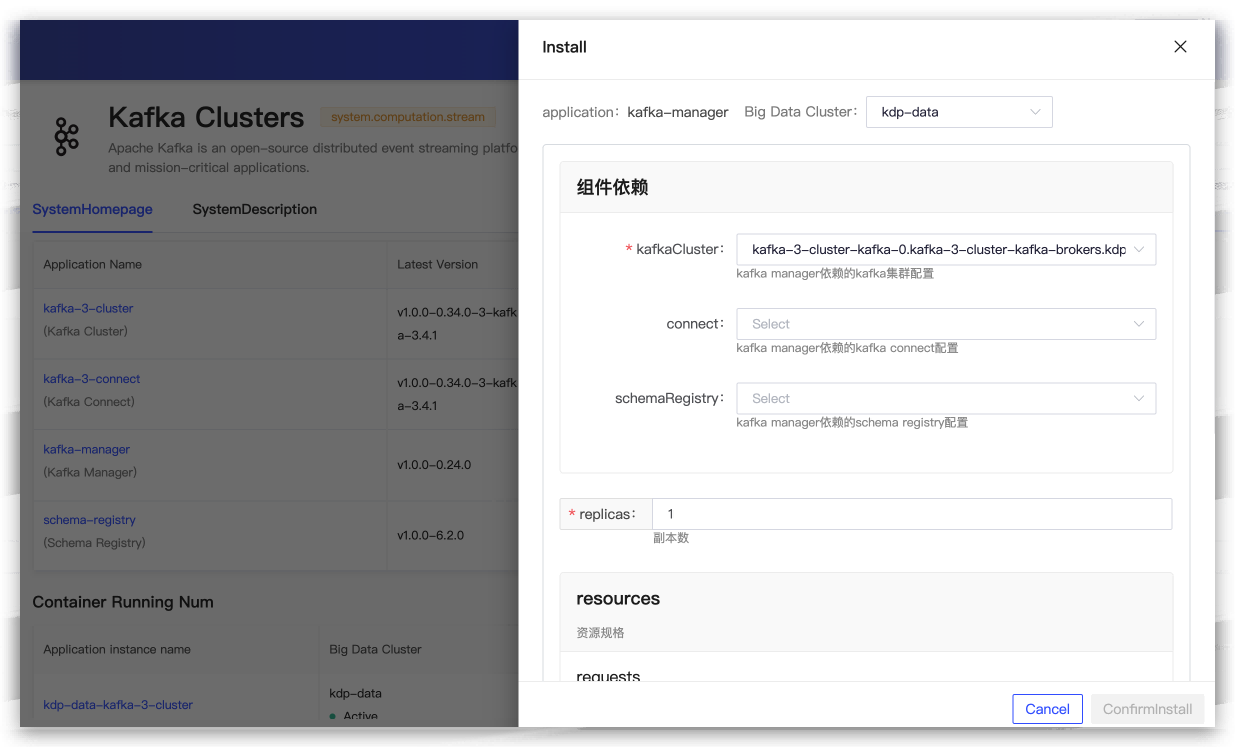 Install
application: kafka-manager Big Data Cluster: kdp-data
Kafka Clusters system.computation.stream
Apache Kafka is an open-source distributed event streaming platfo
and mission-critical applications.
SystemHomepage SystemDescription
Application Name Latest Version
kafka-3-cluster
(Kafka Cluster)
v1.0.0-0.34.0-3-kafk
a-3.4.1
kafka-3-connect
(Kafka Connect)
v1.0.0-0.34.0-3-kafk
a-3.4.1
kafka-manager
(Kafka Manager)
v1.0.0-0.24.0
schema-registry
(Schema Registry)
v1.0.0-6.2.0
Container Running Num
Application instance name Big Data Cluster
kdp-data-kafka-3-cluster
kdp-data
Active
组件依赖
* kafkaCluster: kafka-3-cluster-kafka-0.kafka-3-cluster-kafka-brokers.kdp
kafka manager依赖的kafka集群配置
connect: Select
kafka manager依赖的kafka connect配置
schemaRegistry: Select
kafka manager依赖的schema registry配置
* replicas: 1
副本数
resources
资源规格
requests
Cancel ConfirmInstall